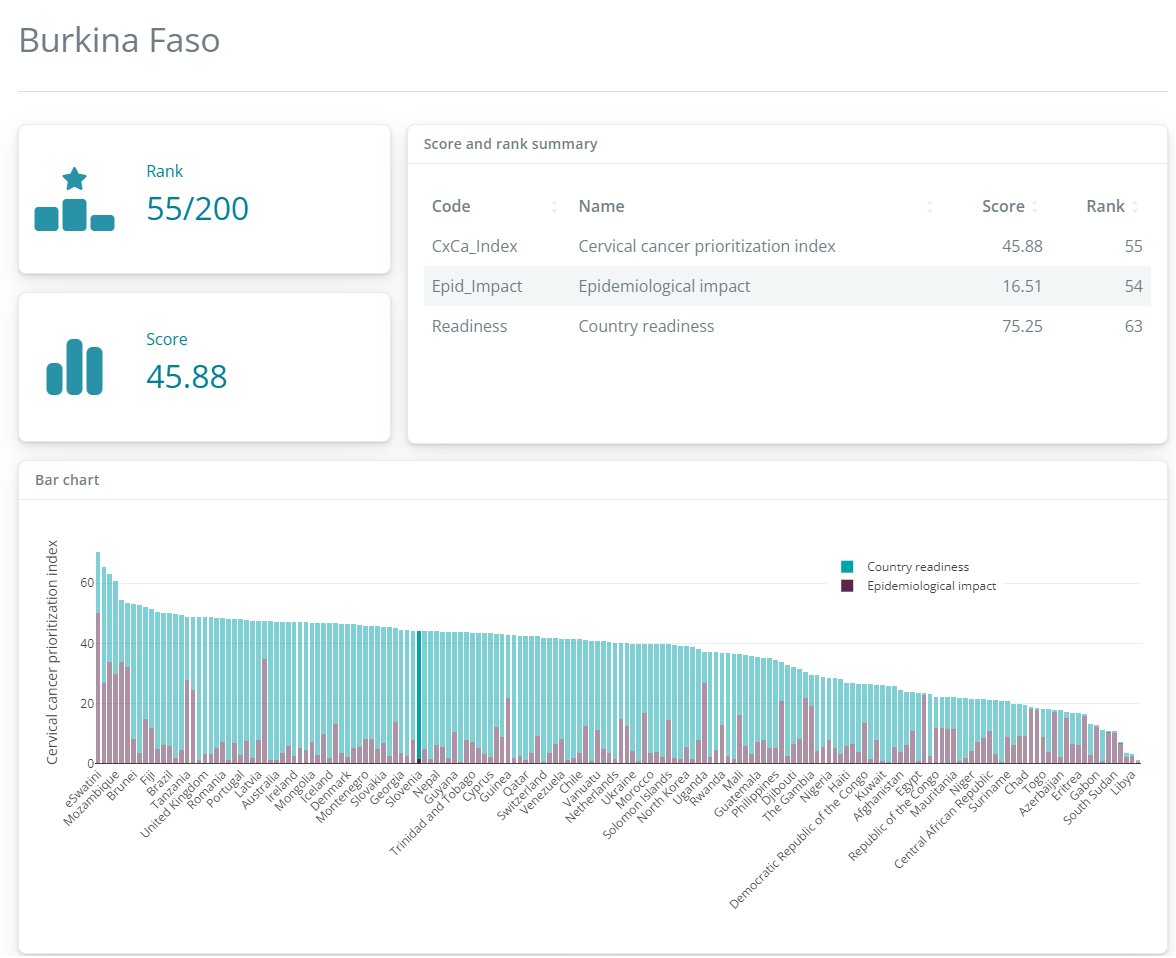 Burkina Faso
Rank
55/200
Score
45.88
Score and rank summary
Code Name Score Rank
CxCa_Index Cervical cancer prioritization index 45.88 55
Epid_Impact Epidemiological impact 16.51 54
Readiness Country readiness 75.25 63
Bar chart
Cervical cancer prioritization index
60
40
20
0
Country readiness
Epidemiological impact
eSwatini
Mozambique
Brunei
Fiji
Brazil
Tanzania
United Kingdom
Romania
Portugal
Latvia
Australia
Ireland
Mongolia
Iceland
Denmark
Montenegro
Slovakia
Georgia
Slovenia
Nepal
Guyana
Trinidad and Tobago
Cyprus
Guinea
Qatar
Switzerland
Venezuela
Chile
Vanuatu
Netherlands
Ukraine
Morocco
Solomon Islands
North Korea
Uganda
Rwanda
Mali
Guatemala
Philippines
Djibouti
The Gambia
Nigeria
Haiti
Democratic Republic of the Congo
Kuwait
Afghanistan
Egypt
Republic of the Congo
Mauritania
Niger
Central African Republic
Suriname
Chad
Togo
Azerbaijan
Eritrea
Gabon
South Sudan
Libya